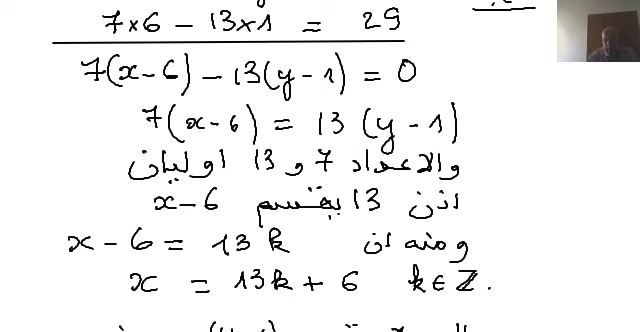 7×6 − 13×1 = 29
7(x − 6) − 13(y − 1) = 0
7(x − 6) = 13 (y − 1)
والاعداد 7 و 13 اوليان
اذن 13 يقسم x − 6
ومنه ان x − 6 = 13k
x = 13k + 6 k ∈ ℤ.